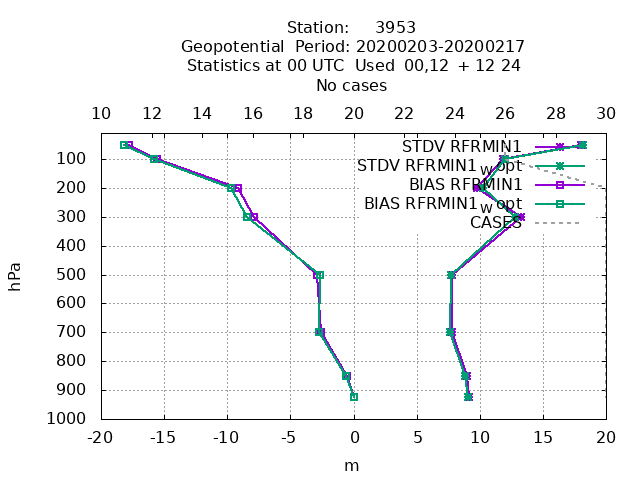 Station: 3953
Geopotential Period: 20200203-20200217
Statistics at 00 UTC Used 00,12 + 12 24
No cases
10 12 14 16 18 20 22 24 26 28 30
STDV RFRMIN1
STDV RFRMIN1_w opt
BIAS RFRMIN1
BIAS RFRMIN1_w opt
CASES
hPa
100
200
300
400
500
600
700
800
900
1000
-20 -15 -10 -5 0 5 10 15 20
m